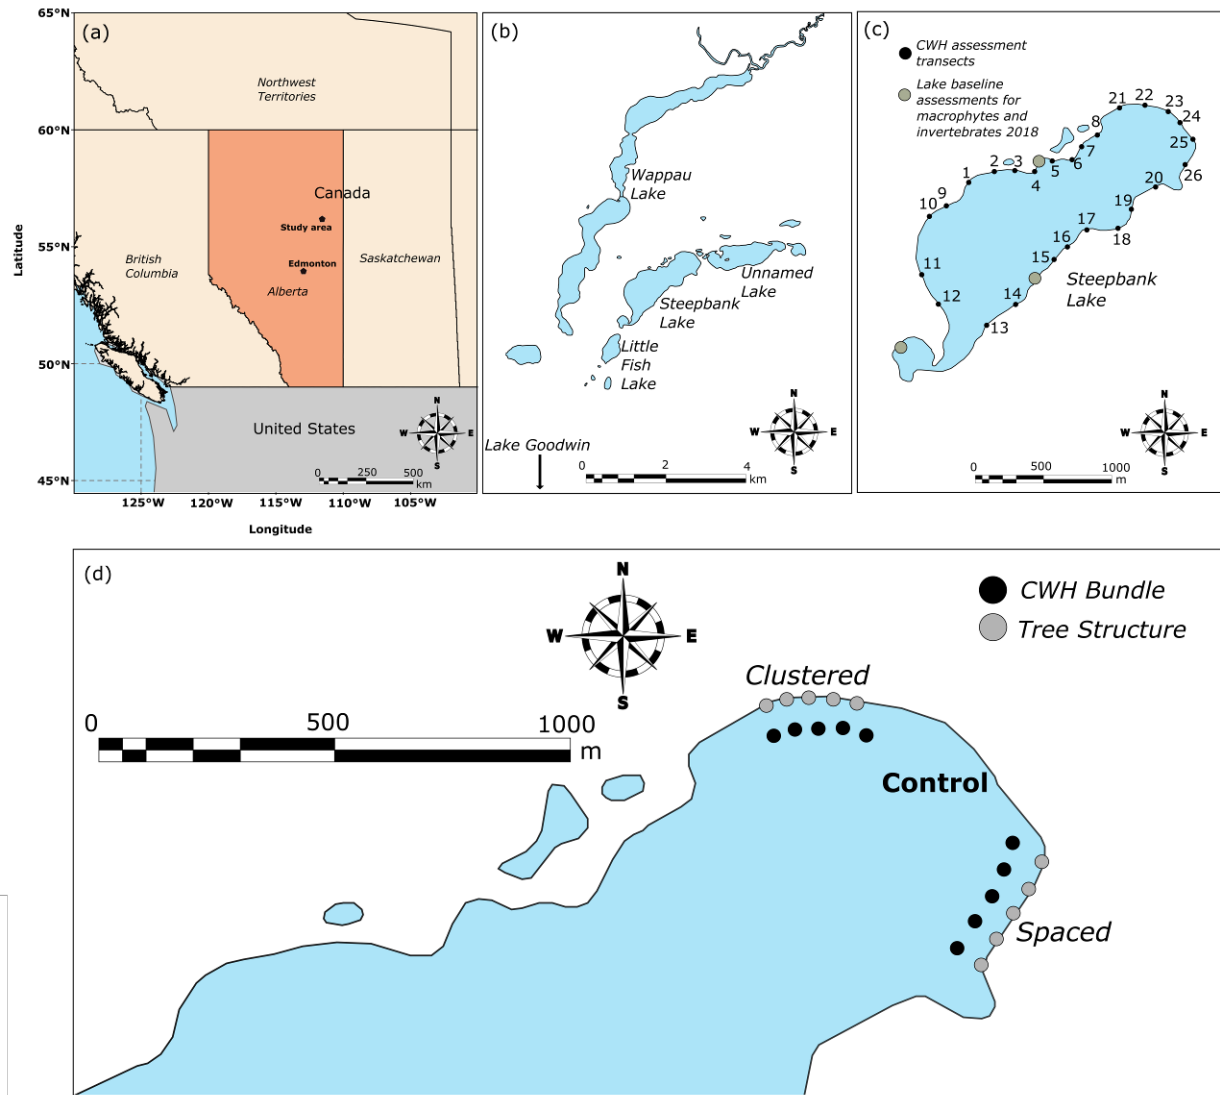 (a)
65°N
60°N
55°N
50°N
45°N
Latitude
Northwest
Territories
Canada
Study area
Edmonton
Alberta
British
Columbia
Saskatchewan
United States
N
W E
S
0 250 500
km
125°W 120°W 115°W 110°W 105°W
Longitude
(b)
Wappau
Lake
Unnamed
Lake
Steepbank
Lake
Little
Fish
Lake
Lake Goodwin
N
W E
S
0 2 4
km
(c)
CWH assessment
transects
Lake baseline
assessments for
macrophytes and
invertebrates 2018
21 22 23
24
8
25
7
6
5
26
4
3
2
1
20
9
10
19
17
18
16
15
11
12
14
13
Steepbank
Lake
N
W E
S
0 500 1000
m
(d)
N
W E
S
CWH Bundle
Tree Structure
Clustered
0 500 1000
m
Control
Spaced